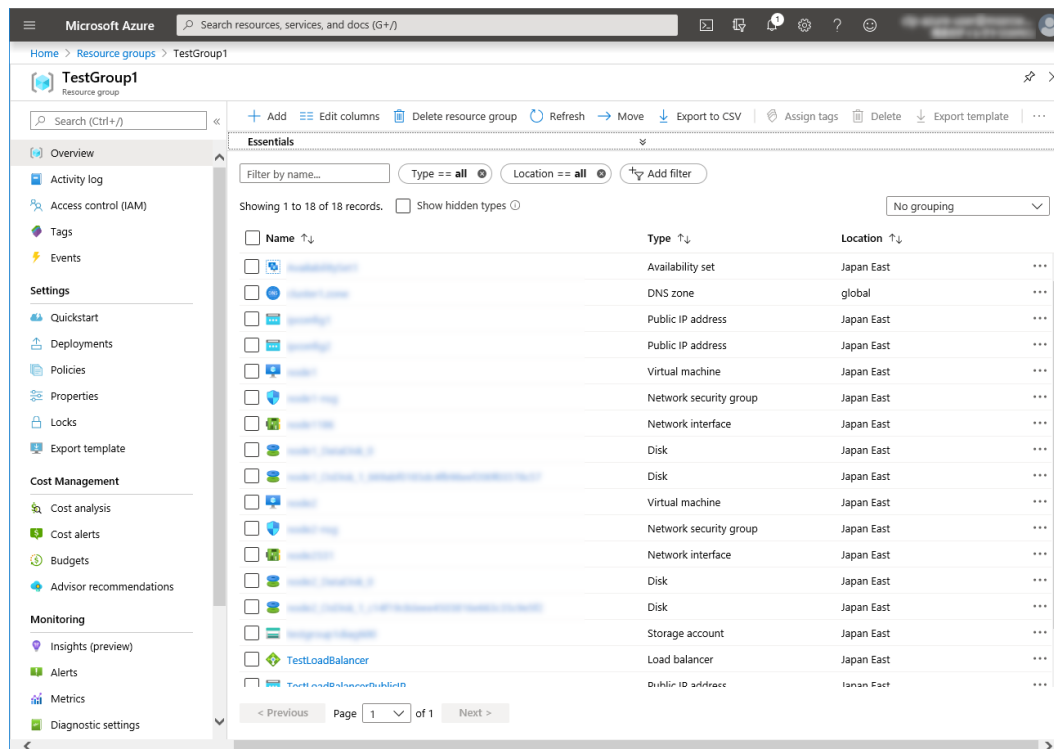 Microsoft Azure
Search resources, services, and docs (G+/)
1
Home > Resource groups > TestGroup1
TestGroup1
Resource group
Search (Ctrl+/)
«
Add
Edit columns
Delete resource group
Refresh
Move
Export to CSV
Assign tags
Delete
Export template
...
Essentials
Overview
Activity log
Access control (IAM)
Tags
Events
Settings
Quickstart
Deployments
Policies
Properties
Locks
Export template
Cost Management
Cost analysis
Cost alerts
Budgets
Advisor recommendations
Monitoring
Insights (preview)
Alerts
Metrics
Diagnostic settings
Filter by name...
Type == all
Location == all
Add filter
Showing 1 to 18 of 18 records.
Show hidden types
No grouping
Name ↑↓ Type ↑↓ Location ↑↓
Availability set Japan East
DNS zone global
Public IP address Japan East
Public IP address Japan East
Virtual machine Japan East
Network security group Japan East
Network interface Japan East
Disk Japan East
Disk Japan East
Virtual machine Japan East
Network security group Japan East
Network interface Japan East
Disk Japan East
Disk Japan East
Storage account Japan East
TestLoadBalancer Load balancer Japan East
TestLoadBalancerPublicIP Public IP address Japan East
< Previous Page 1 of 1 Next >